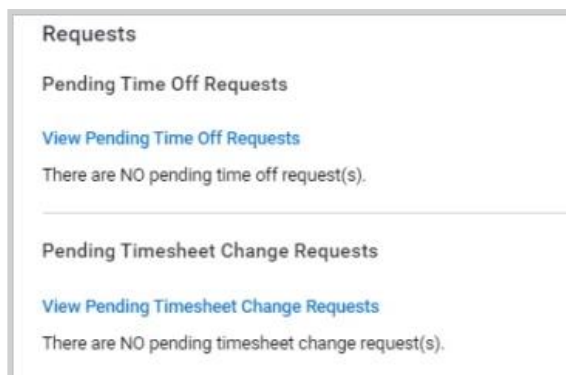 Requests
Pending Time Off Requests
View Pending Time Off Requests
There are NO pending time off request(s).
Pending Timesheet Change Requests
View Pending Timesheet Change Requests
There are NO pending timesheet change request(s).